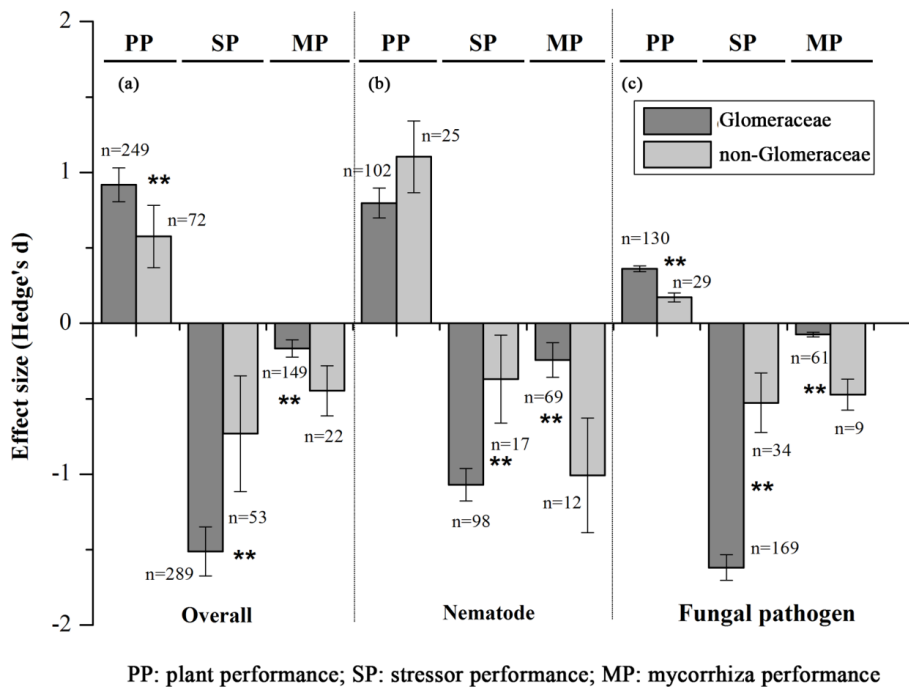 2
1
0
-1
-2
Effect size (Hedge's d)
PP SP MP PP SP MP PP SP MP
(a) (b) (c)
Glomeraceae
non-Glomeraceae
n=249
**
n=72
n=289
n=53
**
n=149
**
n=22
Overall
n=102
n=25
n=98
n=17
**
n=69
**
n=12
Nematode
n=130
**
n=29
n=169
n=34
**
n=61
**
n=9
Fungal pathogen
PP: plant performance; SP: stressor performance; MP: mycorrhiza performance